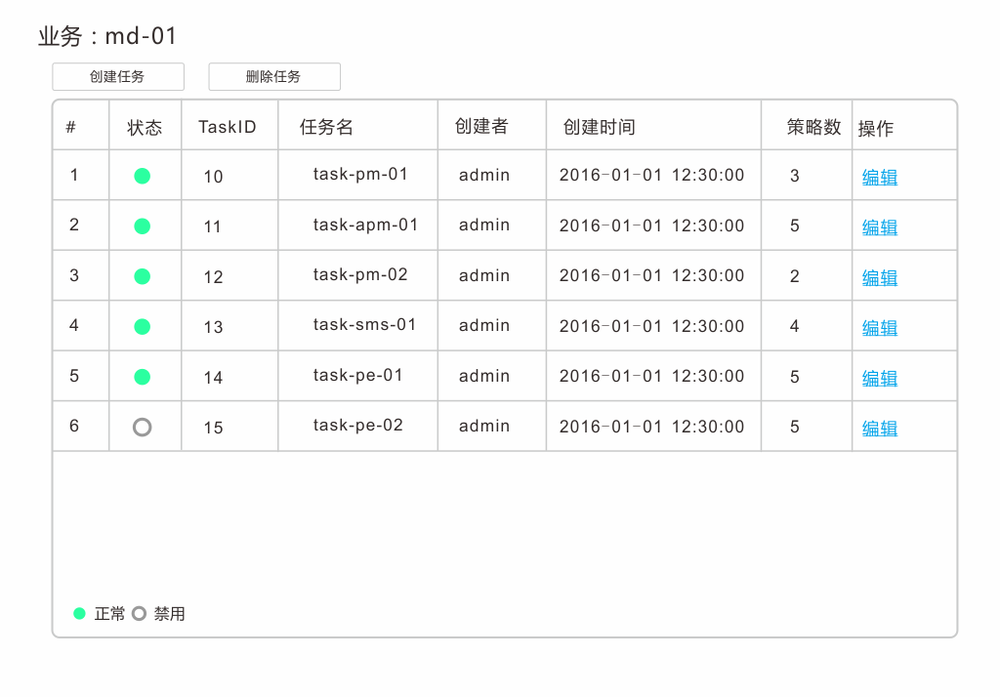 业务 : md-01
创建任务 删除任务
# 状态 TaskID 任务名 创建者 创建时间 策略数 操作
1 10 task-pm-01 admin 2016-01-01 12:30:00 3 编辑
2 11 task-apm-01 admin 2016-01-01 12:30:00 5 编辑
3 12 task-pm-02 admin 2016-01-01 12:30:00 2 编辑
4 13 task-sms-01 admin 2016-01-01 12:30:00 4 编辑
5 14 task-pe-01 admin 2016-01-01 12:30:00 5 编辑
6 15 task-pe-02 admin 2016-01-01 12:30:00 5 编辑
正常 禁用